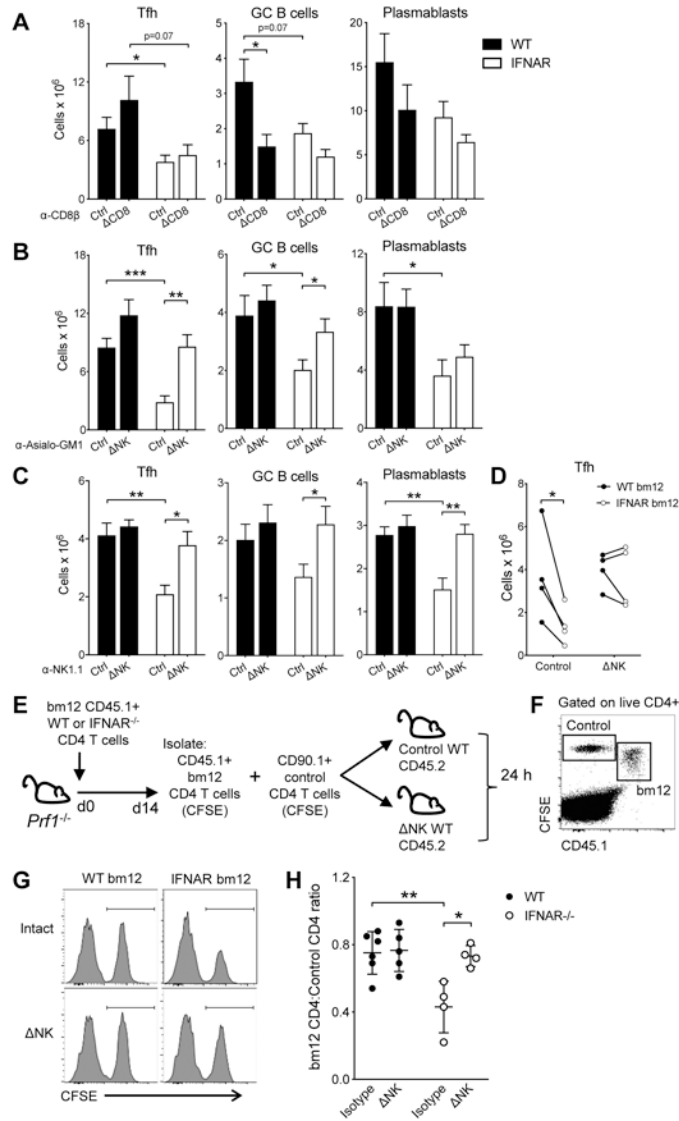 A
Tfh
GC B cells
Plasmablasts
WT
IFNAR
Cells x 10⁶
18
12
6
0
*
p=0.07
5
4
3
2
1
0
*
p=0.07
20
15
10
5
0
α-CD8β
Ctrl
ΔCD8
Ctrl
ΔCD8
Ctrl
ΔCD8
Ctrl
ΔCD8
Ctrl
ΔCD8
Ctrl
ΔCD8
B
Tfh
GC B cells
Plasmablasts
Cells x 10⁶
18
12
6
0
***
**
6
4
2
0
*
*
12
8
4
0
*
α-Asialo-GM1
Ctrl
ΔNK
Ctrl
ΔNK
Ctrl
ΔNK
Ctrl
ΔNK
Ctrl
ΔNK
Ctrl
ΔNK
C
Tfh
GC B cells
Plasmablasts
Cells x 10⁶
6
4
2
0
**
*
3
2
1
0
*
4
3
2
1
0
**
**
α-NK1.1
Ctrl
ΔNK
Ctrl
ΔNK
Ctrl
ΔNK
Ctrl
ΔNK
Ctrl
ΔNK
Ctrl
ΔNK
D
Tfh
WT bm12
IFNAR bm12
Cells x 10⁶
8
6
4
2
0
*
Control
ΔNK
E
bm12 CD45.1+
WT or IFNAR⁻/⁻
CD4 T cells
Prf1⁻/⁻
d0
d14
Isolate:
CD45.1+
bm12
CD4 T cells
(CFSE)
+
CD90.1+
control
CD4 T cells
(CFSE)
Control WT
CD45.2
ΔNK WT
CD45.2
24 h
F
Gated on live CD4+
Control
bm12
CFSE
CD45.1
G
WT bm12
IFNAR bm12
Intact
ΔNK
CFSE
H
WT
IFNAR-/-
bm12 CD4:Control CD4 ratio
1.2
0.8
0.4
0.0
**
*
Isotype
ΔNK
Isotype
ΔNK